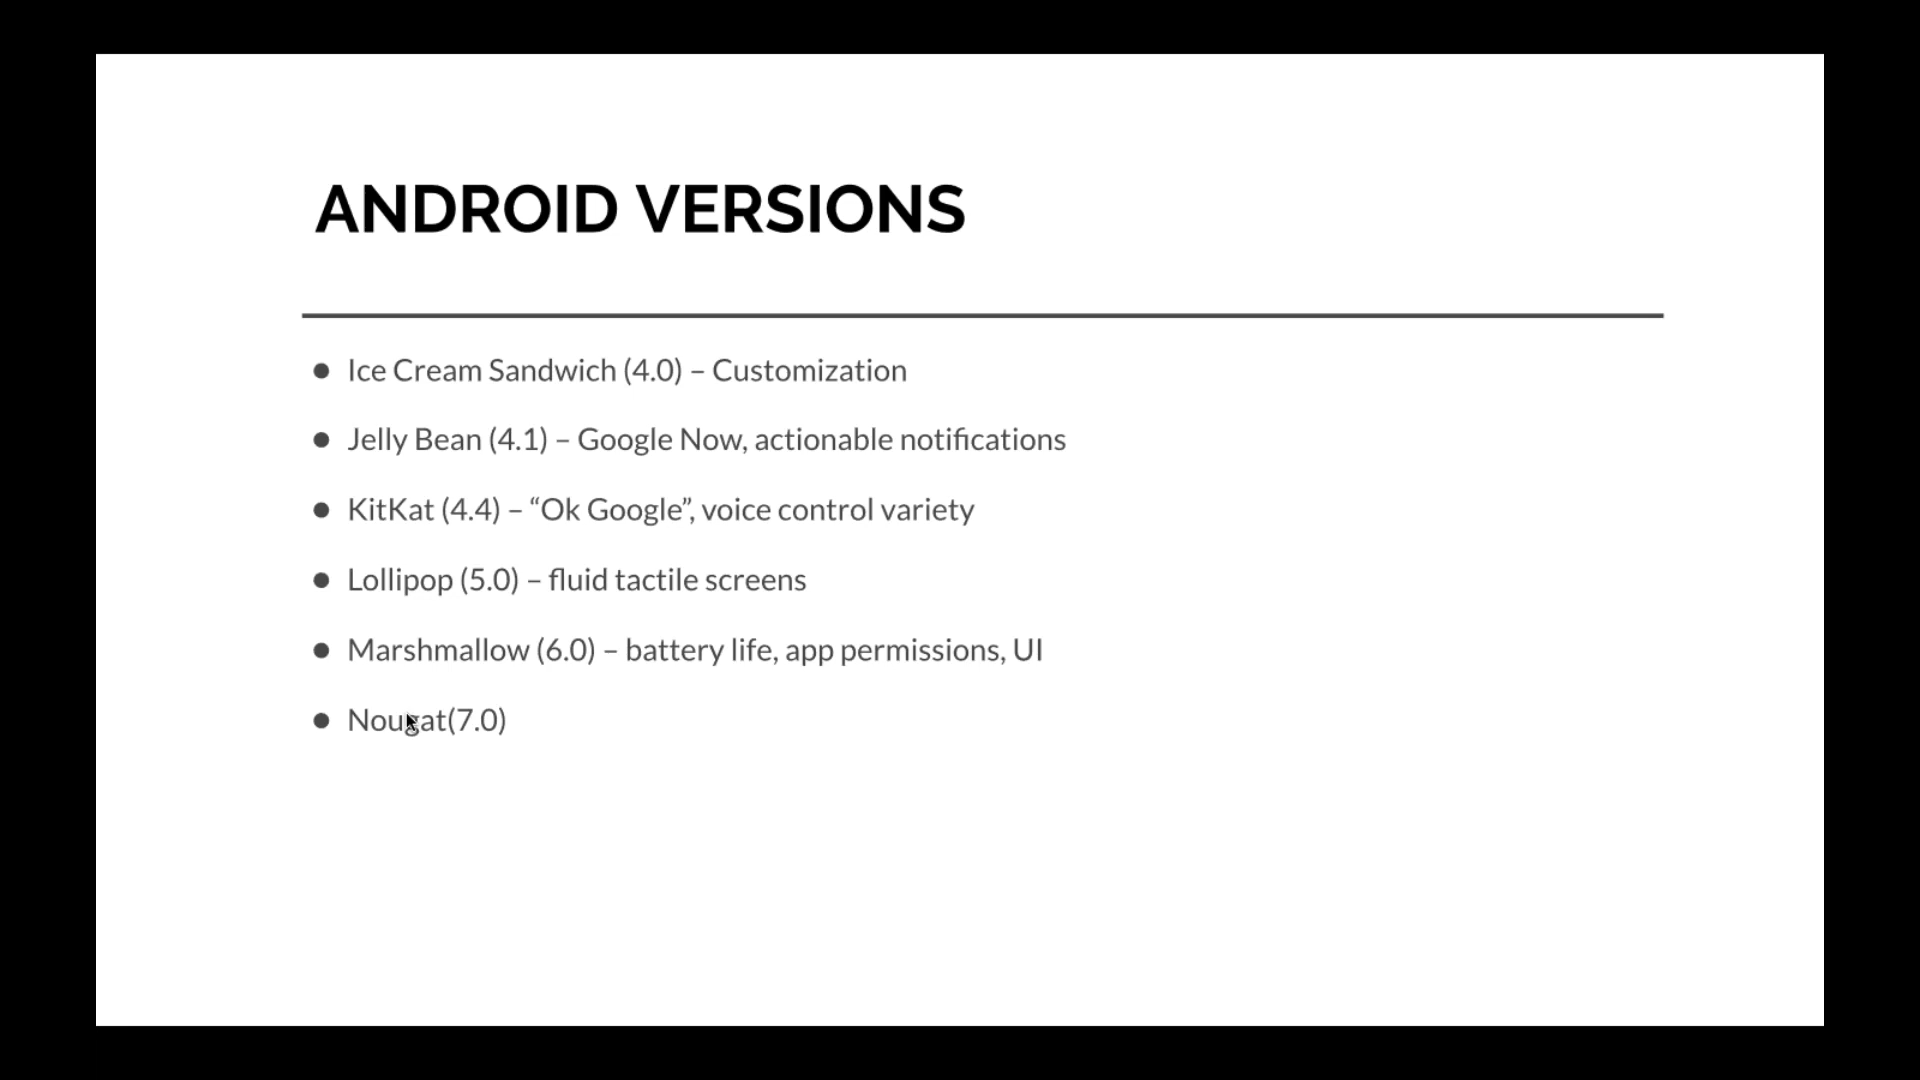 ANDROID VERSIONS
● Ice Cream Sandwich (4.0) – Customization
● Jelly Bean (4.1) – Google Now, actionable notifications
● KitKat (4.4) – “Ok Google”, voice control variety
● Lollipop (5.0) – fluid tactile screens
● Marshmallow (6.0) – battery life, app permissions, UI
● Nougat(7.0)